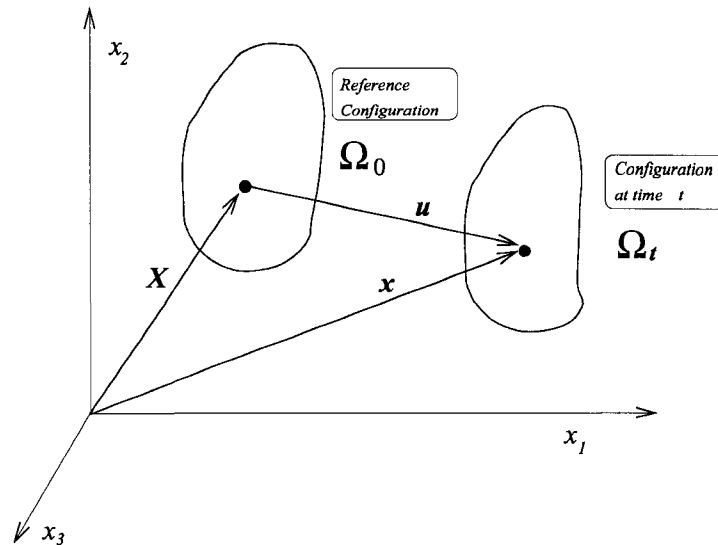 x₂
Reference
Configuration
Ω₀
Configuration
at time t
u
Ωₜ
X
x
x₁
x₃